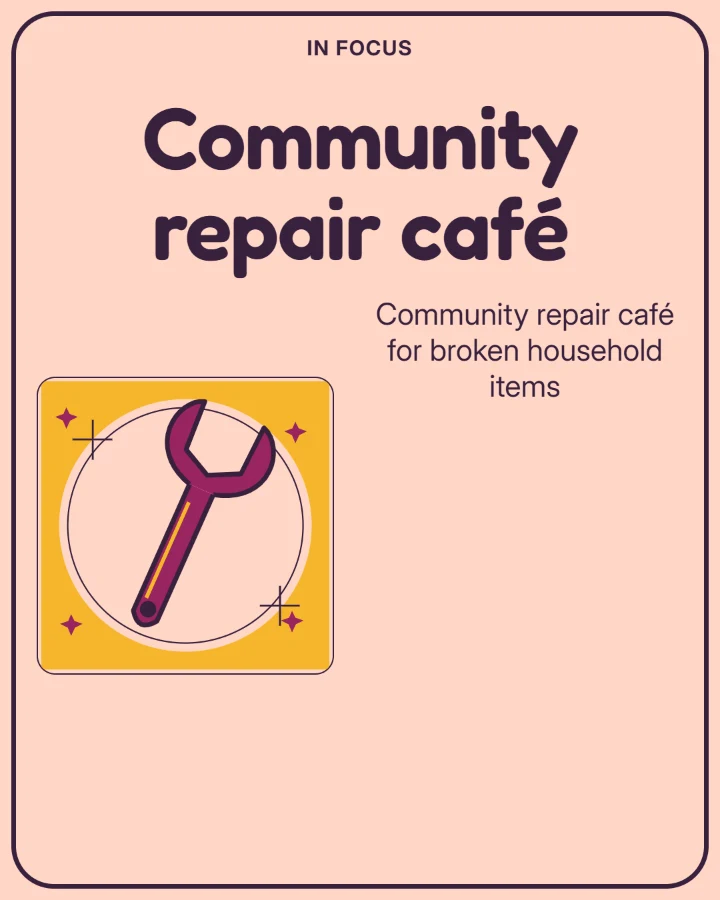 IN FOCUS
Community
repair café
Community repair café
for broken household
items